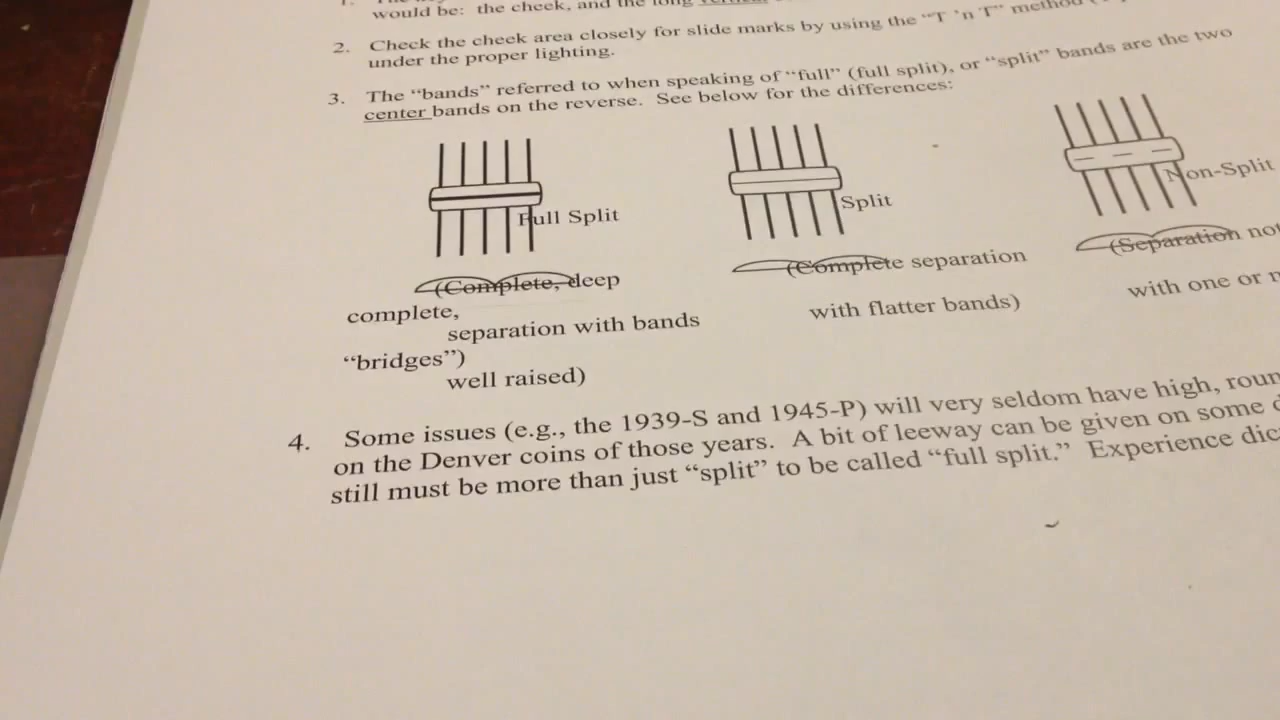 1.
would be: the cheek, and the long vertical
2. Check the cheek area closely for slide marks by using the “T ’n T” method
under the proper lighting.
3. The “bands” referred to when speaking of “full” (full split), or “split” bands are the two
center bands on the reverse. See below for the differences:
Full Split
Split
Non-Split
(Complete, deep
(Complete separation
(Separation not
complete,
separation with bands
with flatter bands)
with one or
“bridges”)
well raised)
4. Some issues (e.g., the 1939-S and 1945-P) will very seldom have high,
on the Denver coins of those years. A bit of leeway can be given on some
still must be more than just “split” to be called “full split.” Experience